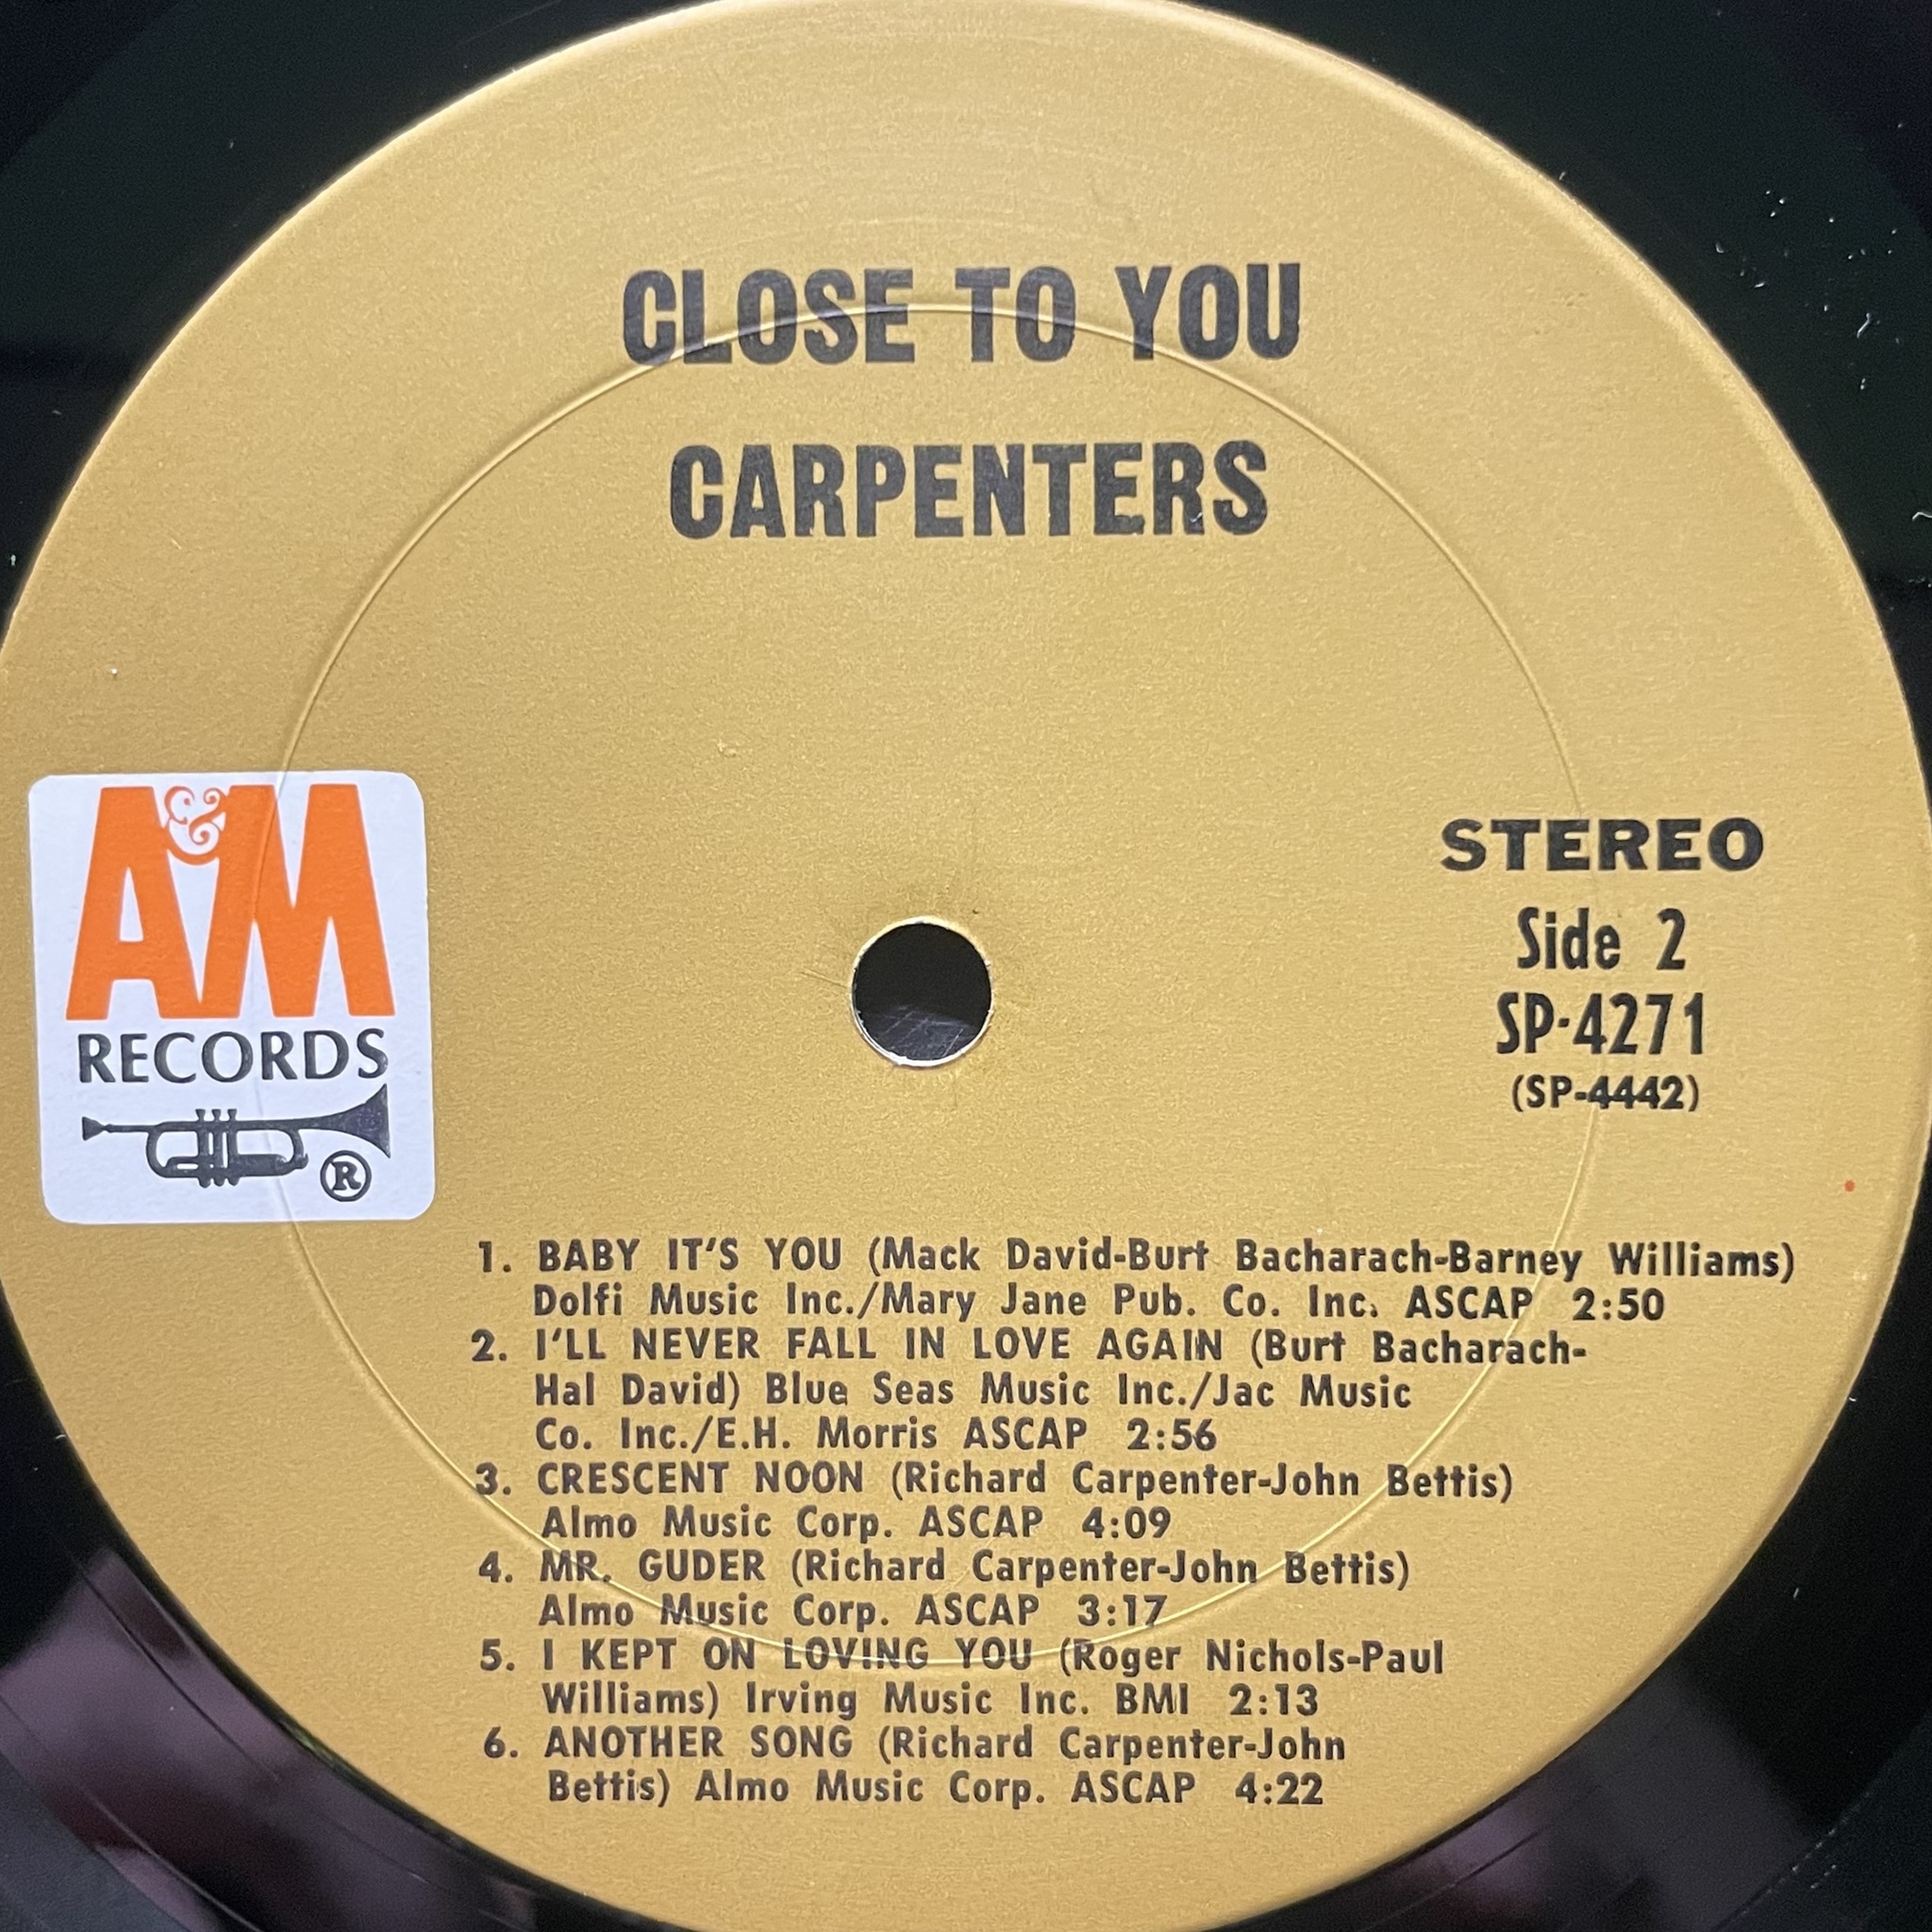 CLOSE TO YOU
CARPENTERS
A&M
RECORDS
®
STEREO
Side 2
SP-4271
(SP-4442)
1. BABY IT'S YOU (Mack David-Burt Bacharach-Barney Williams)
Dolfi Music Inc./Mary Jane Pub. Co. Inc. ASCAP 2:50
2. I'LL NEVER FALL IN LOVE AGAIN (Burt Bacharach-
Hal David) Blue Seas Music Inc./Jac Music
Co. Inc./E.H. Morris ASCAP 2:56
3. CRESCENT NOON (Richard Carpenter-John Bettis)
Almo Music Corp. ASCAP 4:09
4. MR. GUDER (Richard Carpenter-John Bettis)
Almo Music Corp. ASCAP 3:17
5. I KEPT ON LOVING YOU (Roger Nichols-Paul
Williams) Irving Music Inc. BMI 2:13
6. ANOTHER SONG (Richard Carpenter-John
Bettis) Almo Music Corp. ASCAP 4:22